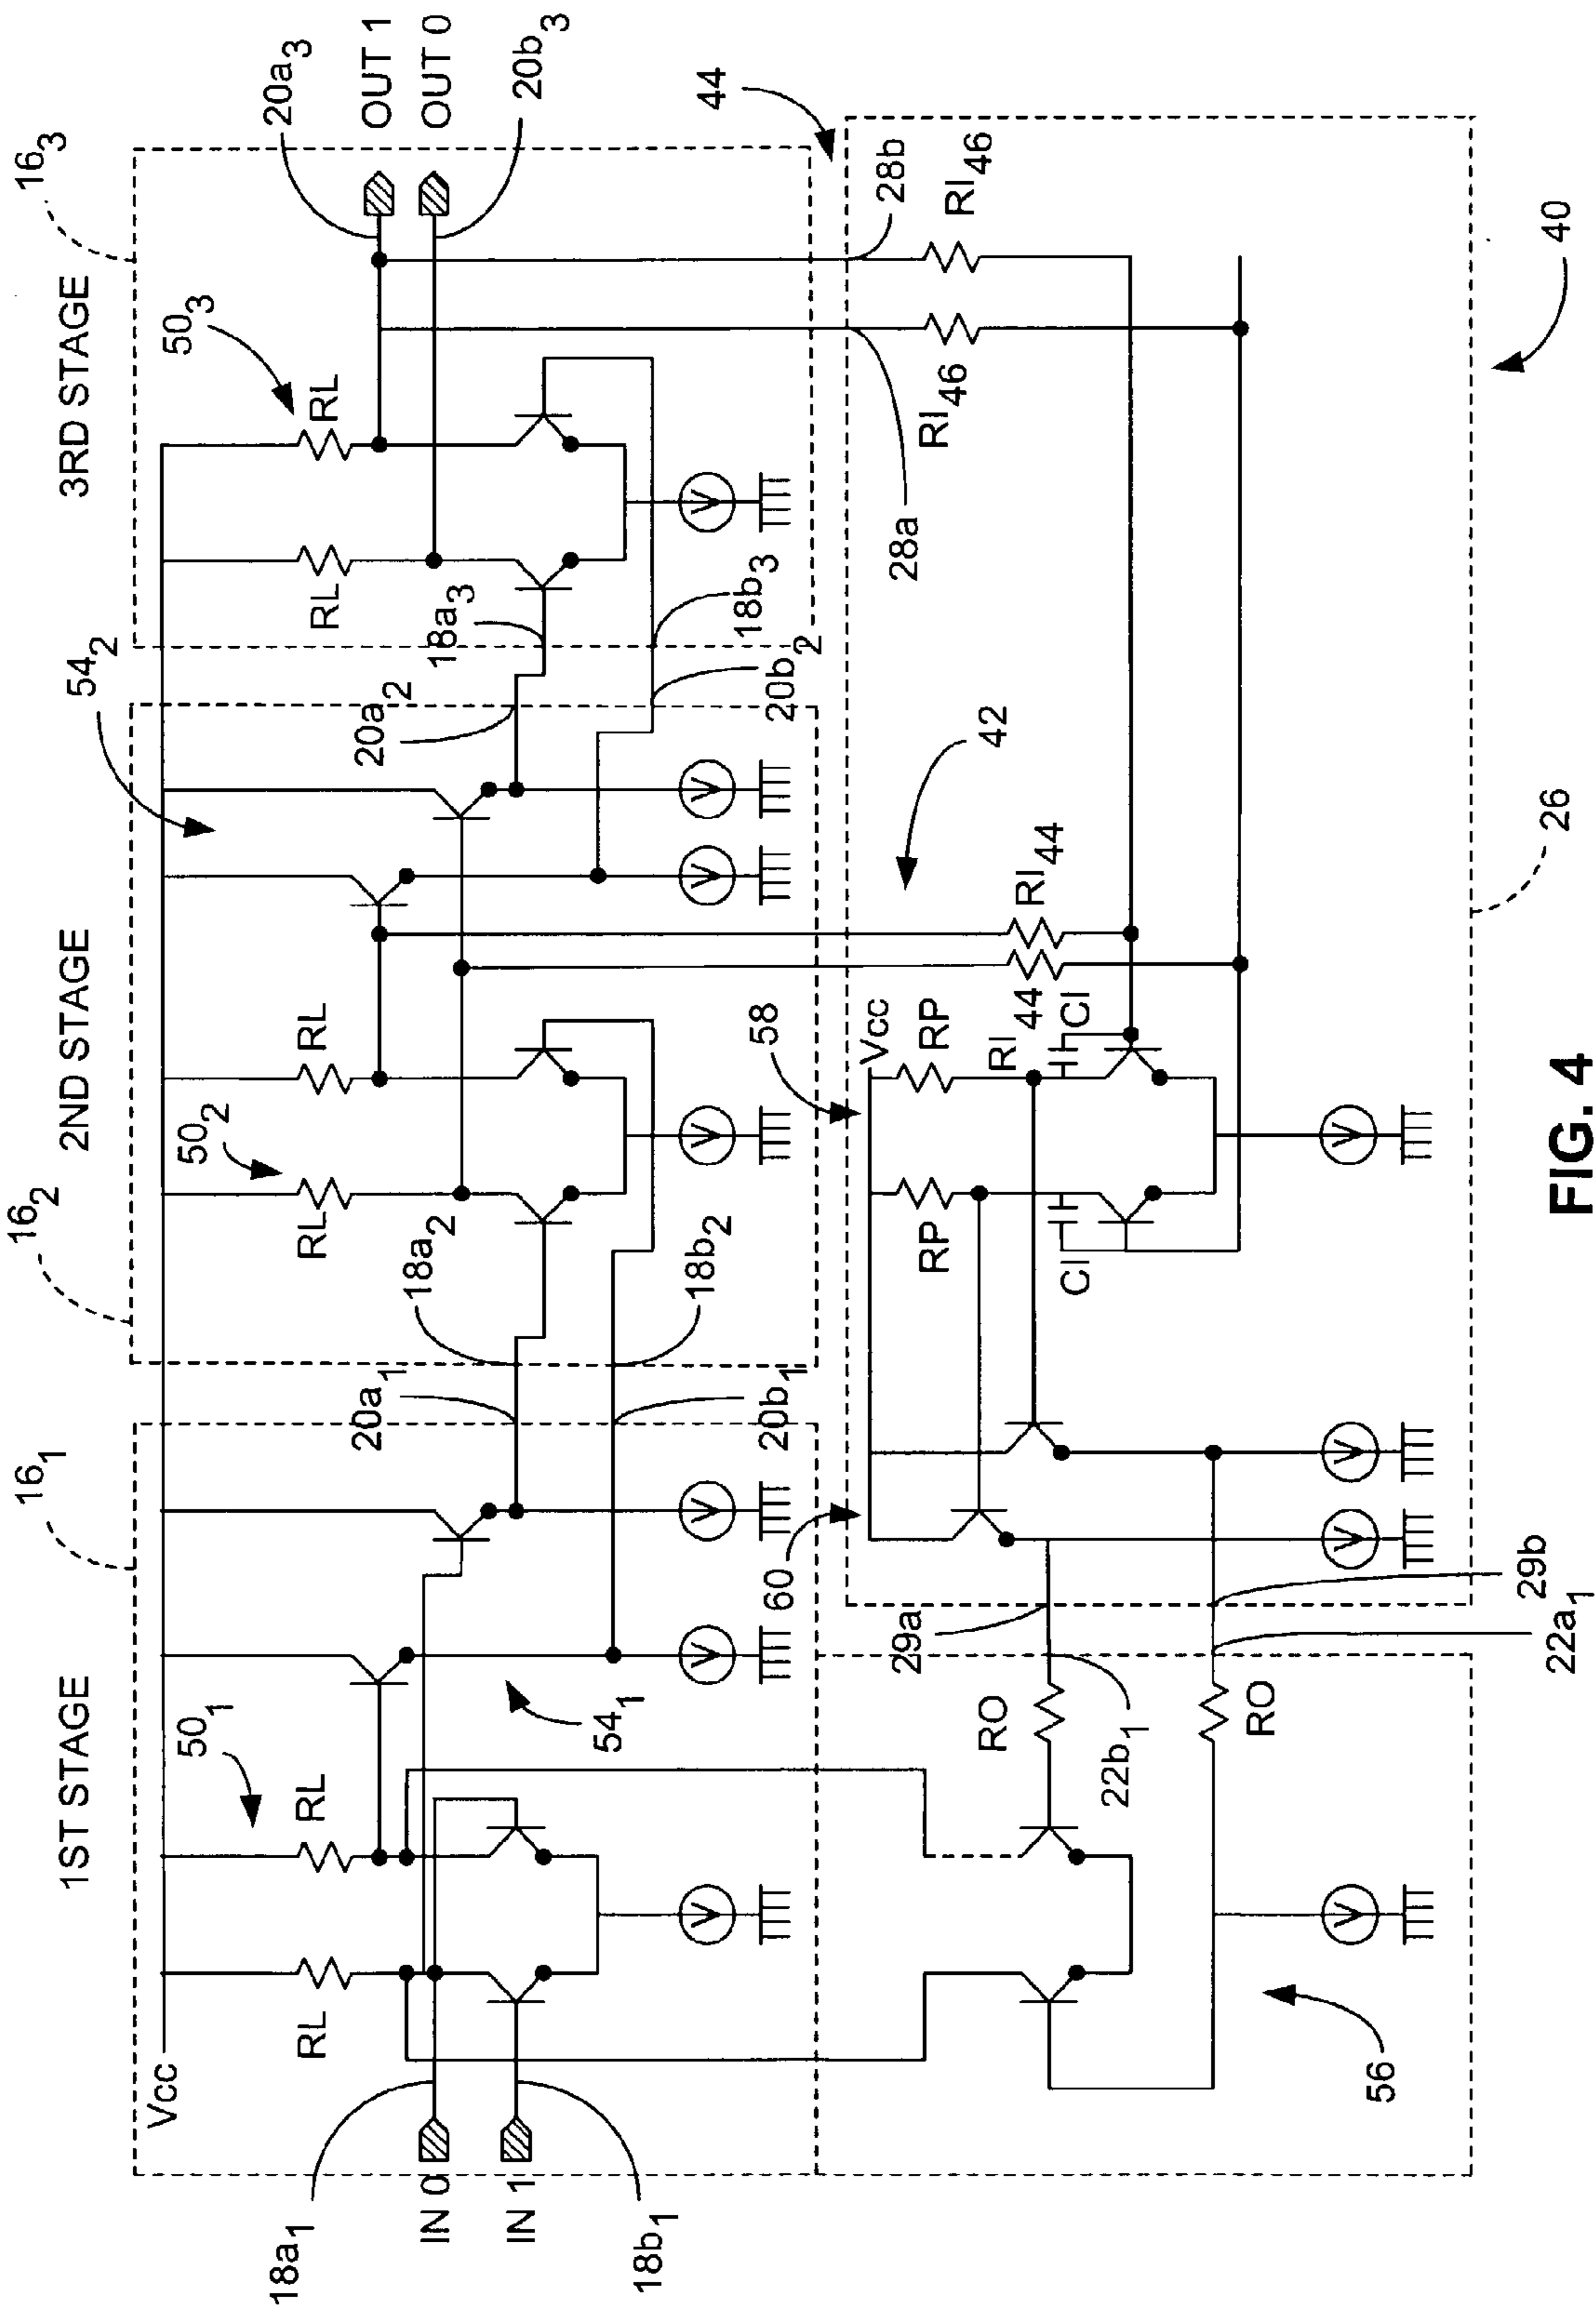 1ST STAGE
2ND STAGE
3RD STAGE
16₁
16₂
16₃
50₁
50₂
54₂
50₃
Vcc
RL
RL
RL
RL
RL
RL
20a₃
OUT 1
OUT 0
20b₃
18a₁
IN 0
IN 1
18b₁
54₁
20a₁
20b₁
18a₂
18b₂
20a₂
20b₂
18a₃
18b₃
44
60
58
42
28a
28b
Vcc
RP
RP
RI₄₄
RI₄₄
RI₄₆
RI₄₆
CI
CI
29a
29b
22b₁
22a₁
RO
RO
56
26
40
FIG. 4